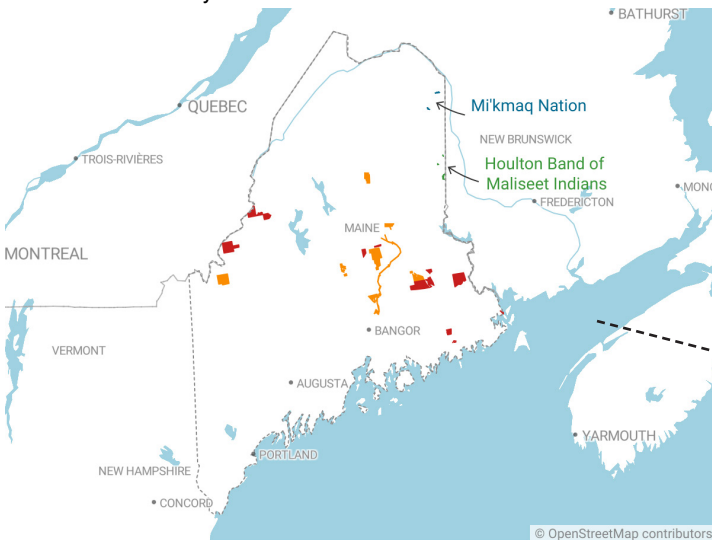 BATHURST
QUEBEC
Mi'kmaq Nation
NEW BRUNSWICK
TROIS-RIVIÈRES
Houlton Band of
Maliseet Indians
MONC
FREDERICTON
MAINE
MONTREAL
BANGOR
VERMONT
AUGUSTA
YARMOUTH
PORTLAND
NEW HAMPSHIRE
CONCORD
© OpenStreetMap contributors